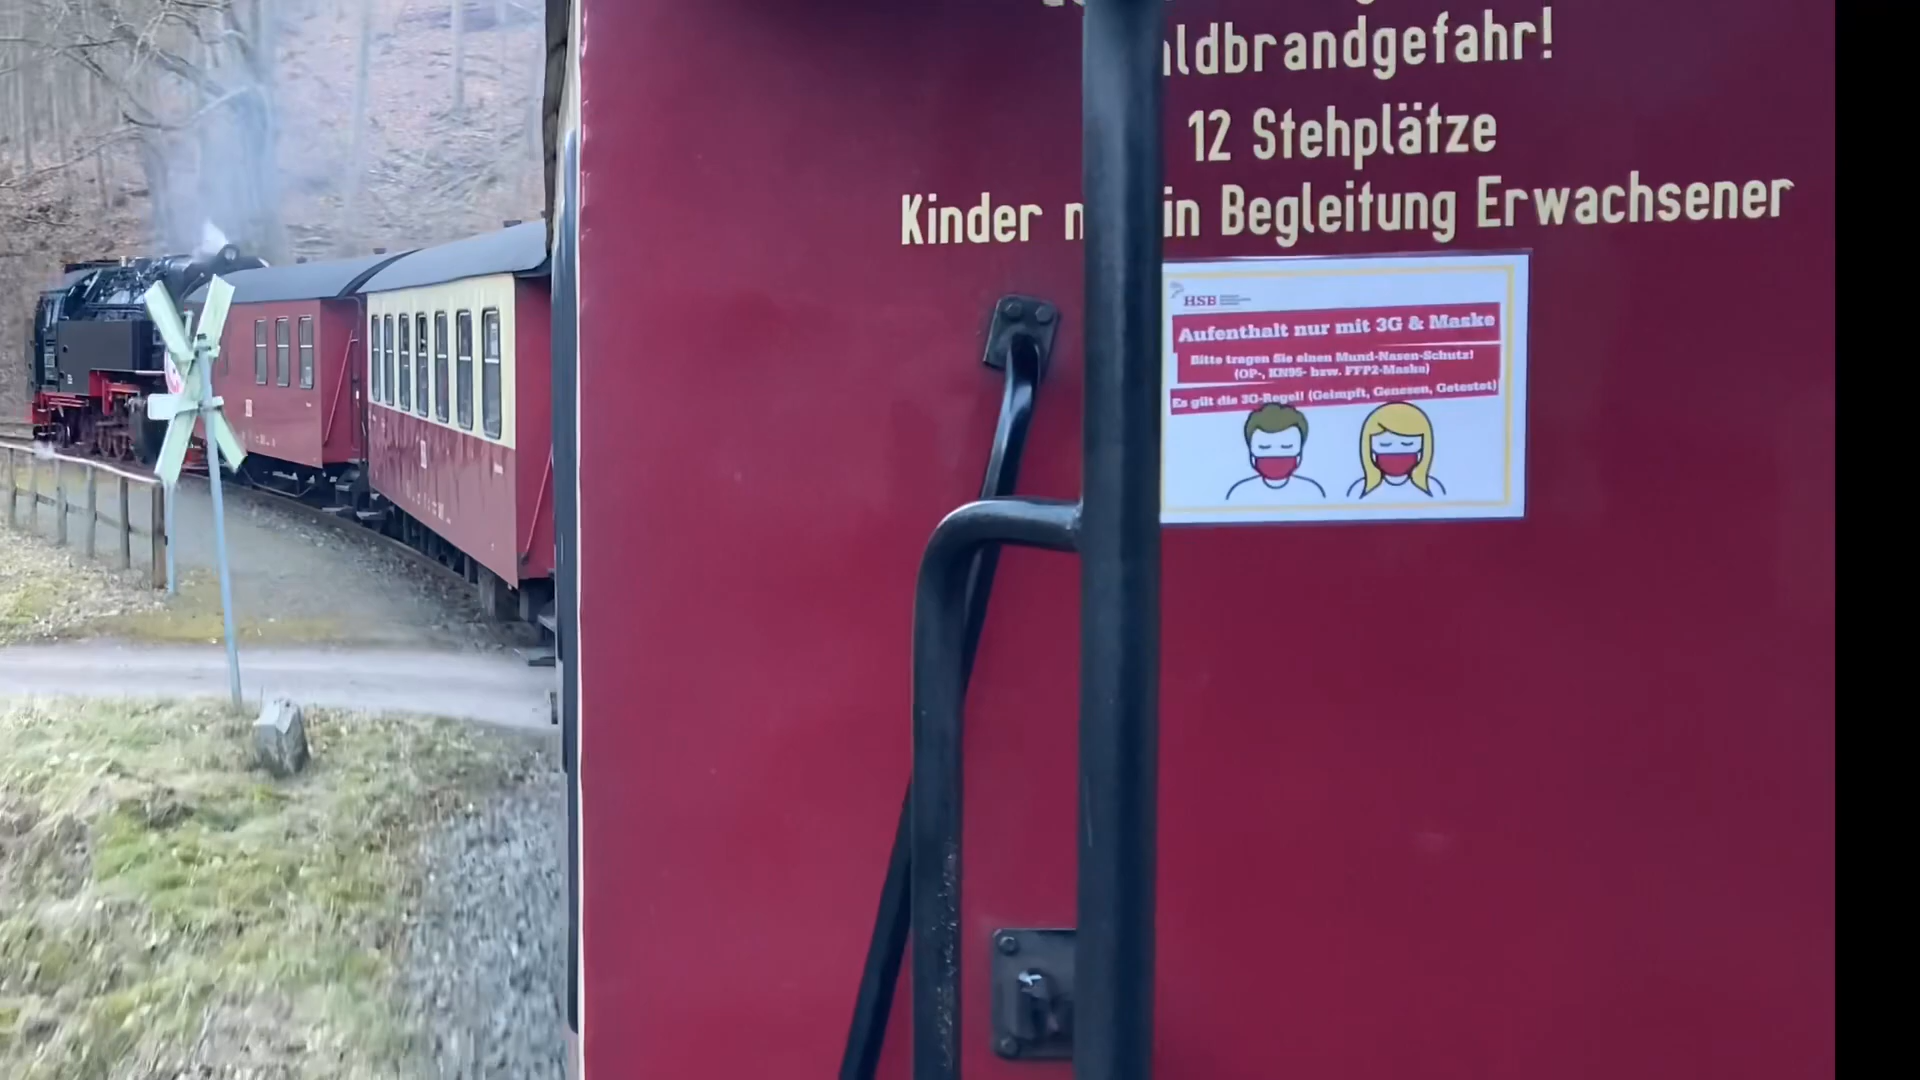 aldbrandgefahr!
12 Stehplätze
Kinder n in Begleitung Erwachsener
HSB
Aufenthalt nur mit 3G & Maske
Bitte tragen Sie einen Mund-Nasen-Schutz!
(OP-, KN95- bzw. FFP2-Maske)
Es gilt die 3G-Regel! (Geimpft, Genesen, Getestet)